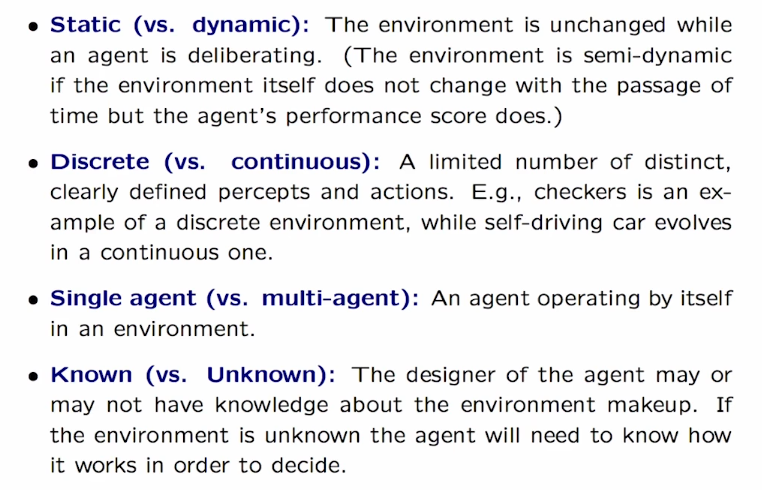 • Static (vs. dynamic): The environment is unchanged while
an agent is deliberating. (The environment is semi-dynamic
if the environment itself does not change with the passage of
time but the agent's performance score does.)
• Discrete (vs. continuous): A limited number of distinct,
clearly defined percepts and actions. E.g., checkers is an ex-
ample of a discrete environment, while self-driving car evolves
in a continuous one.
• Single agent (vs. multi-agent): An agent operating by itself
in an environment.
• Known (vs. Unknown): The designer of the agent may or
may not have knowledge about the environment makeup. If
the environment is unknown the agent will need to know how
it works in order to decide.